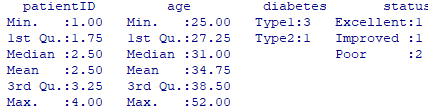 patientID age diabetes status
Min. :1.00 Min. :25.00 Type1:3 Excellent:1
1st Qu.:1.75 1st Qu.:27.25 Type2:1 Improved :1
Median :2.50 Median :31.00 Poor :2
Mean :2.50 Mean :34.75
3rd Qu.:3.25 3rd Qu.:38.50
Max. :4.00 Max. :52.00